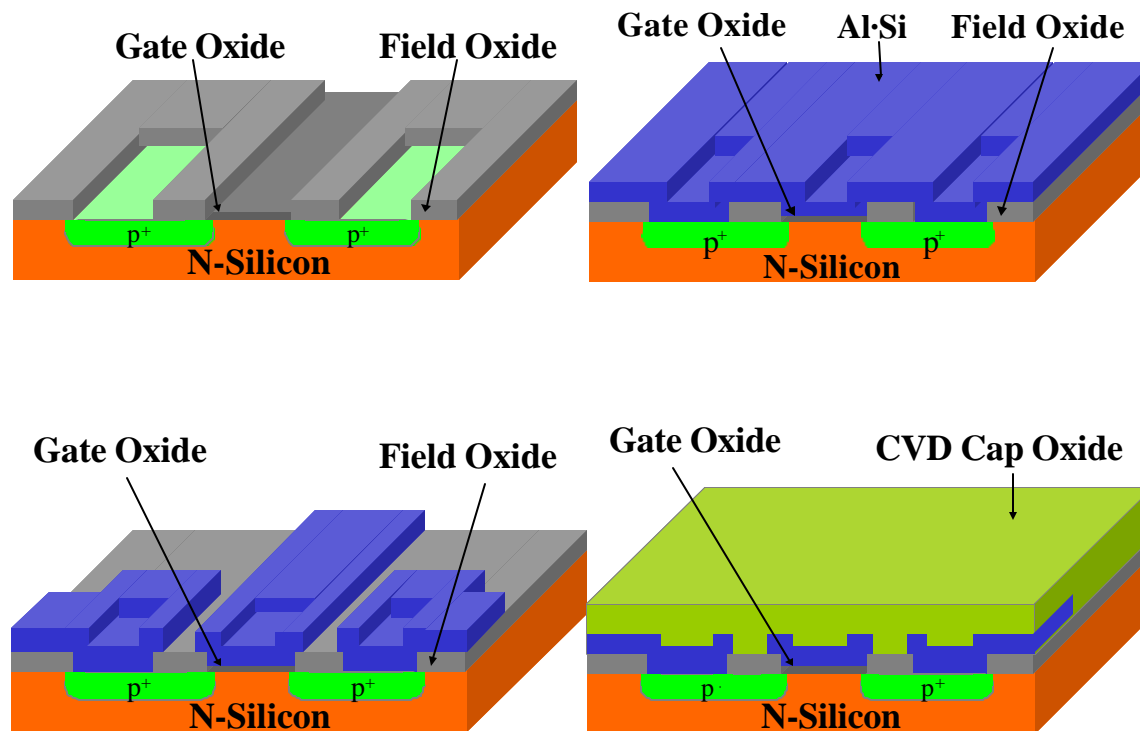 Gate Oxide
Field Oxide
p+
p+
N-Silicon
Gate Oxide
Al·Si
Field Oxide
p+
p+
N-Silicon
Gate Oxide
Field Oxide
p+
p+
N-Silicon
Gate Oxide
CVD Cap Oxide
p
p+
N-Silicon